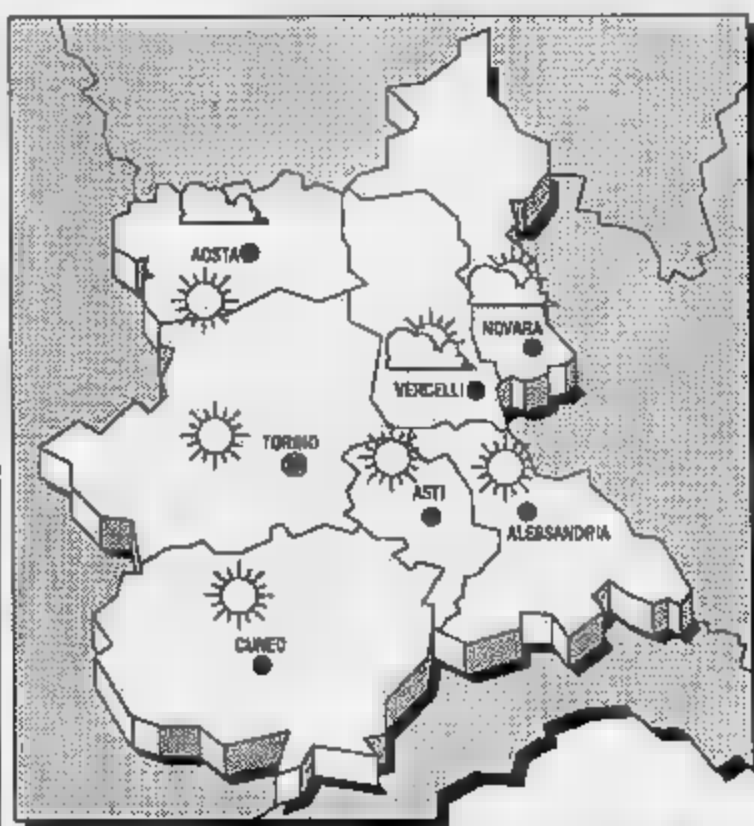 AOSTA
NOVARA
VERCELLI
TORINO
ASTI
ALESSANDRIA
CUNEO